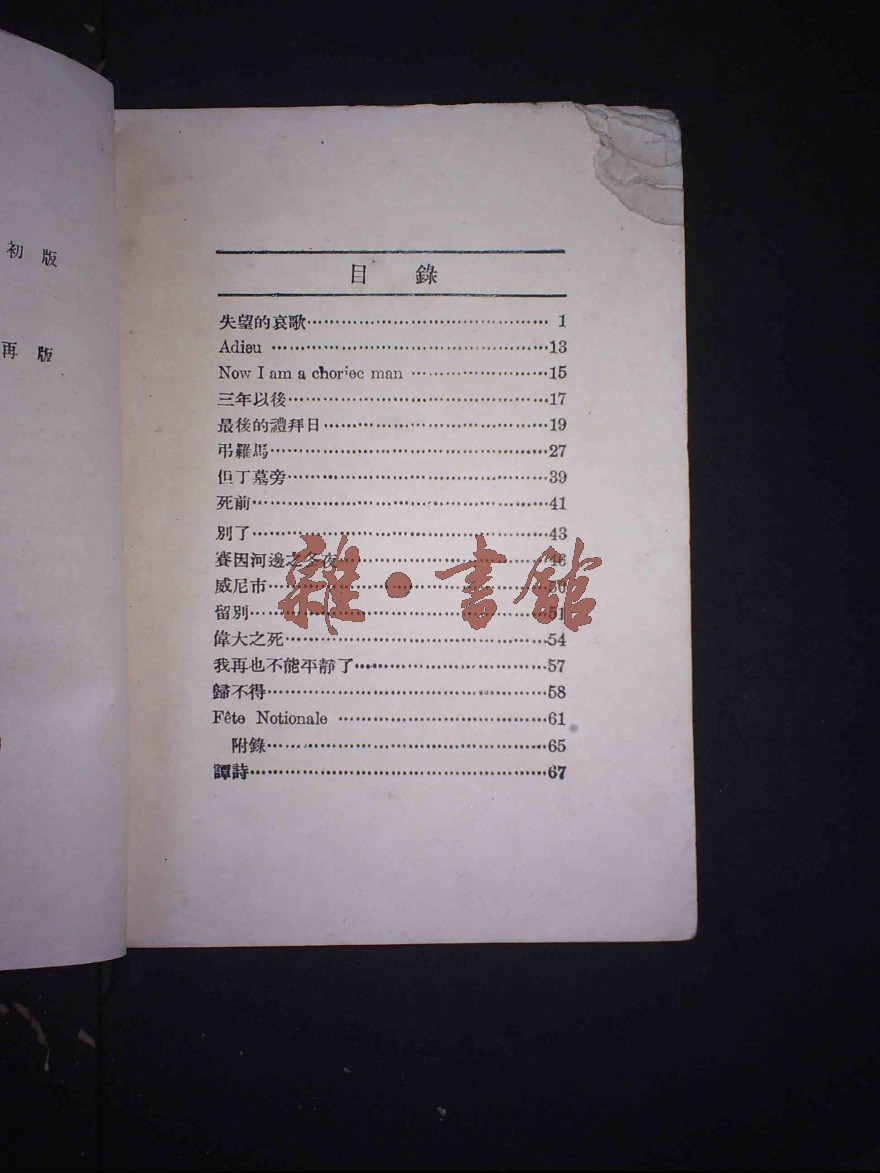 初版
再版
目錄
失望的哀歌 1
Adieu 13
Now I am a choriec man 15
三年以後 17
最後的禮拜日 19
弔羅馬 27
但丁墓旁 39
死前 41
別了 43
賽因河邊之冬夜 46
威尼市 50
留別 51
偉大之死 54
我再也不能平靜了 57
歸不得 58
Fête Notionale 61
附錄 65
譚詩 67
雜·書館